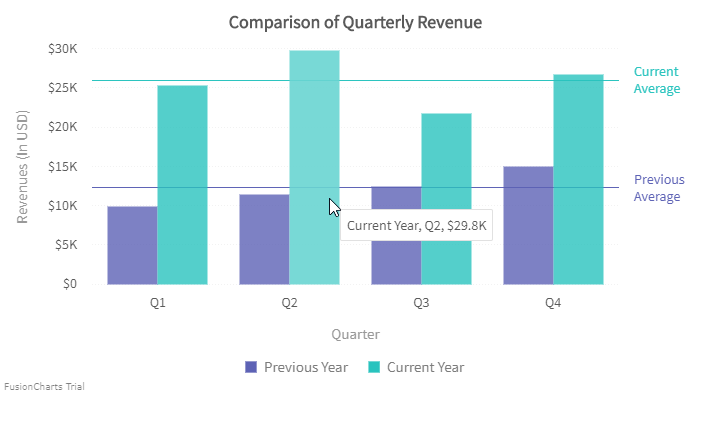 Comparison of Quarterly Revenue
$30K
$25K
$20K
$15K
$10K
$5K
$0
Revenues (In USD)
Current
Average
Previous
Average
Current Year, Q2, $29.8K
Q1
Q2
Q3
Q4
Quarter
Previous Year
Current Year
FusionCharts Trial